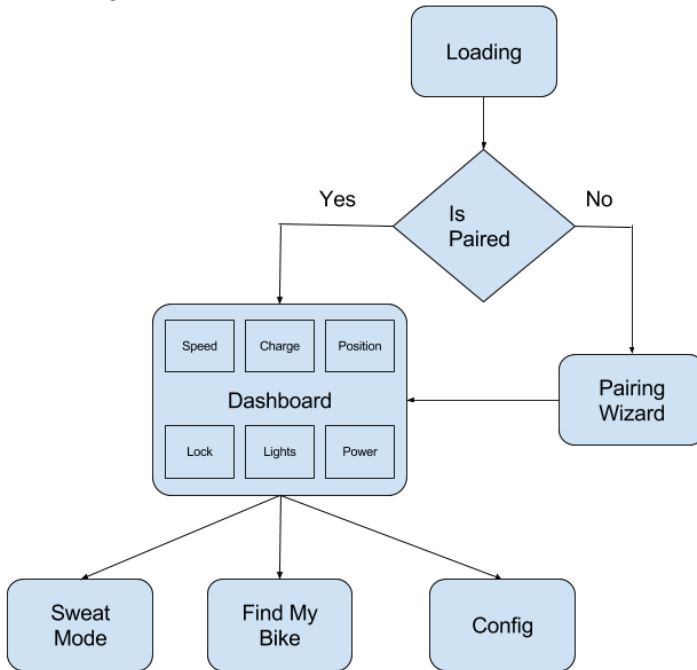 Loading
Yes
No
Is
Paired
Speed
Charge
Position
Dashboard
Lock
Lights
Power
Pairing
Wizard
Sweat
Mode
Find My
Bike
Config